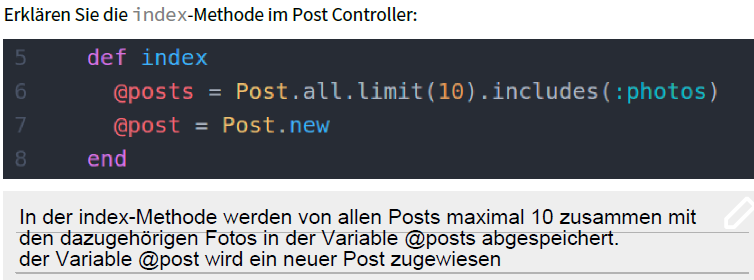 Erklären Sie die index-Methode im Post Controller:
5 def index
6 @posts = Post.all.limit(10).includes(:photos)
7 @post = Post.new
8 end
In der index-Methode werden von allen Posts maximal 10 zusammen mit
den dazugehörigen Fotos in der Variable @posts abgespeichert.
der Variable @post wird ein neuer Post zugewiesen